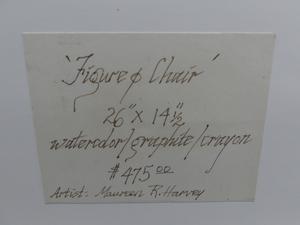 'Figure & Chair'
26" x 14½"
watercolor/graphite/crayon
$475.00
Artist: Maureen R. Harvey